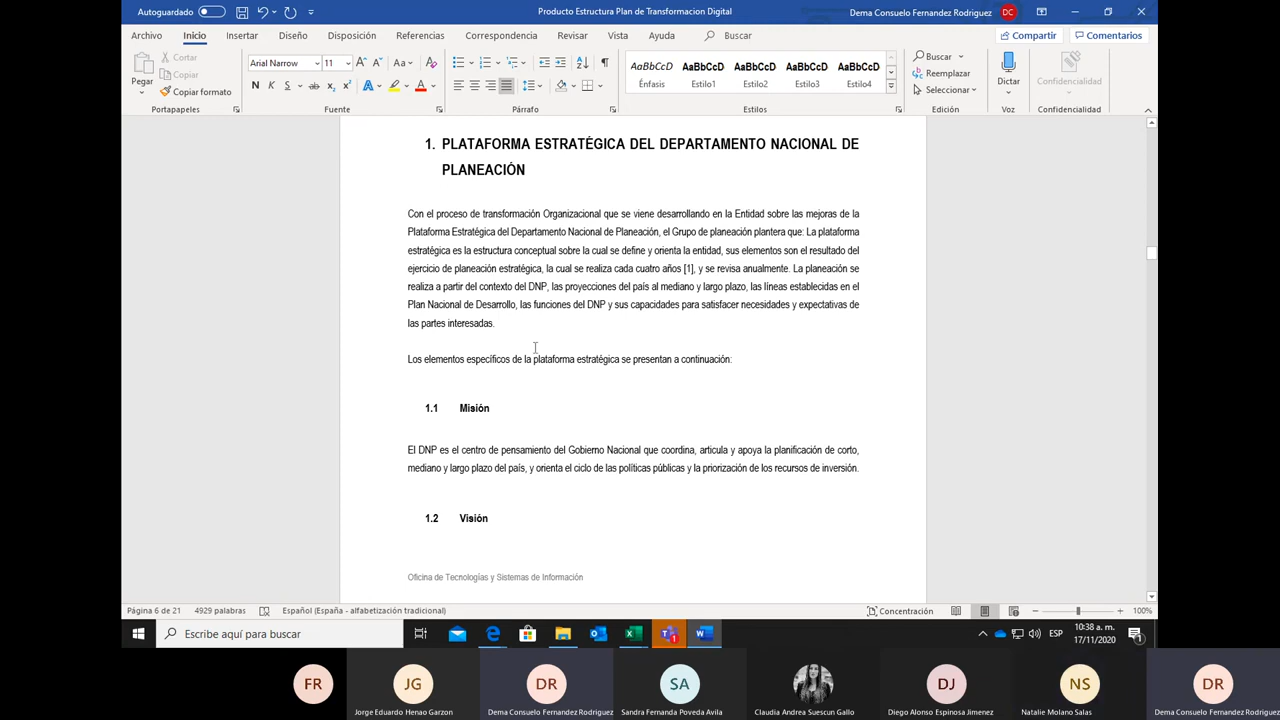 Autoguardado
Producto Estructura Plan de Transformacion Digital
Dema Consuelo Fernandez Rodriguez DC
Archivo Inicio Insertar Diseño Disposición Referencias Correspondencia Revisar Vista Ayuda Buscar Compartir Comentarios
Pegar
Cortar
Copiar
Copiar formato
Portapapeles
Arial Narrow 11
N K S
Fuente
Párrafo
AaBbCcD AaBbCcD AaBbCcD AaBbCcD AaBbCcD
Énfasis Estilo1 Estilo2 Estilo3 Estilo4
Estilos
Buscar
Reemplazar
Seleccionar
Edición
Dictar
Voz
Confidencialidad
Confidencialidad
1. PLATAFORMA ESTRATÉGICA DEL DEPARTAMENTO NACIONAL DE
PLANEACIÓN
Con el proceso de transformación Organizacional que se viene desarrollando en la Entidad sobre las mejoras de la
Plataforma Estratégica del Departamento Nacional de Planeación, el Grupo de planeación plantera que: La plataforma
estratégica es la estructura conceptual sobre la cual se define y orienta la entidad, sus elementos son el resultado del
ejercicio de planeación estratégica, la cual se realiza cada cuatro años [1], y se revisa anualmente. La planeación se
realiza a partir del contexto del DNP, las proyecciones del país al mediano y largo plazo, las líneas establecidas en el
Plan Nacional de Desarrollo, las funciones del DNP y sus capacidades para satisfacer necesidades y expectativas de
las partes interesadas.
Los elementos específicos de la plataforma estratégica se presentan a continuación:
1.1 Misión
El DNP es el centro de pensamiento del Gobierno Nacional que coordina, articula y apoya la planificación de corto,
mediano y largo plazo del país, y orienta el ciclo de las políticas públicas y la priorización de los recursos de inversión.
1.2 Visión
Oficina de Tecnologías y Sistemas de Información
Página 6 de 21 4929 palabras Español (España - alfabetización tradicional) Concentración 100%
Escribe aquí para buscar
ESP
10:38 a. m.
17/11/2020
FR JG DR SA DJ NS DR
Jorge Eduardo Henao Garzon
Dema Consuelo Fernandez Rodriguez
Sandra Fernanda Poveda Avila
Claudia Andrea Suescun Gallo
Diego Alonso Espinosa Jimenez
Natalie Molano Salas
Dema Consuelo Fernandez Rodriguez